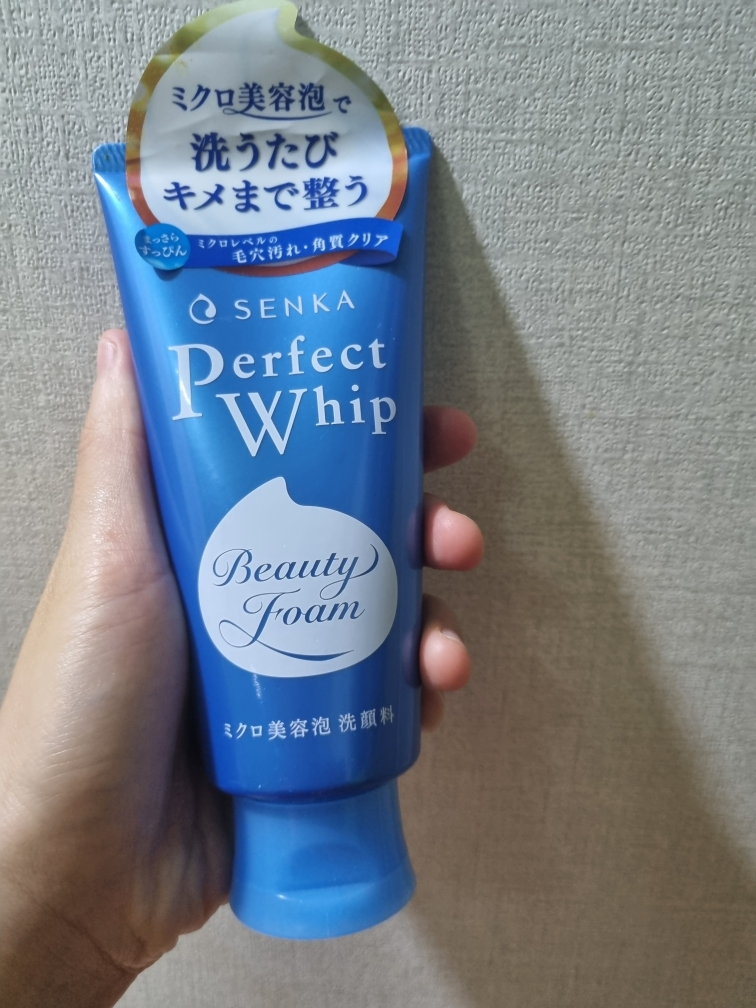 ミクロ美容泡で
洗うたび
キメまで整う
まっさら
すっぴん
ミクロレベルの
毛穴汚れ・角質クリア
SENKA
Perfect
Whip
Beauty
Foam
ミクロ美容泡 洗顔料